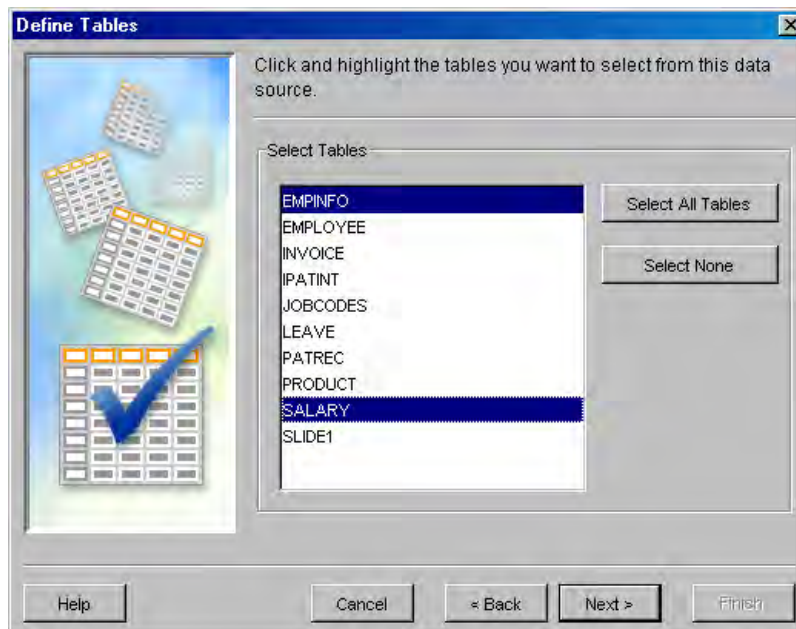 Define Tables
Click and highlight the tables you want to select from this data
source.
Select Tables
EMPINFO
EMPLOYEE
INVOICE
IPATINT
JOBCODES
LEAVE
PATREC
PRODUCT
SALARY
SLIDE1
Select All Tables
Select None
Help
Cancel
< Back
Next >
Finish